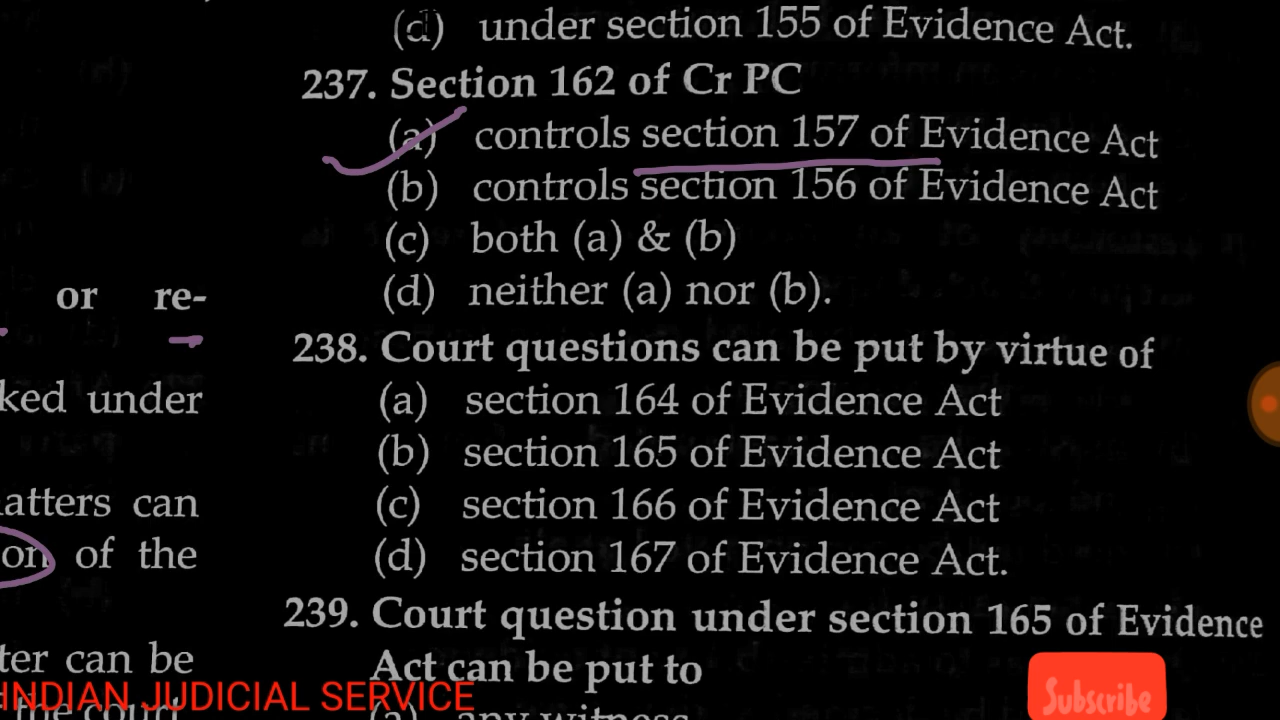 (d) under section 155 of Evidence Act.
237. Section 162 of Cr PC
(a) controls section 157 of Evidence Act
(b) controls section 156 of Evidence Act
(c) both (a) & (b)
(d) neither (a) nor (b).
238. Court questions can be put by virtue of
(a) section 164 of Evidence Act
(b) section 165 of Evidence Act
(c) section 166 of Evidence Act
(d) section 167 of Evidence Act.
239. Court question under section 165 of Evidence
Act can be put to
(a) any witness
or re-
ked under
atters can
on of the
ter can be
the court
INDIAN JUDICIAL SERVICE
Subscribe